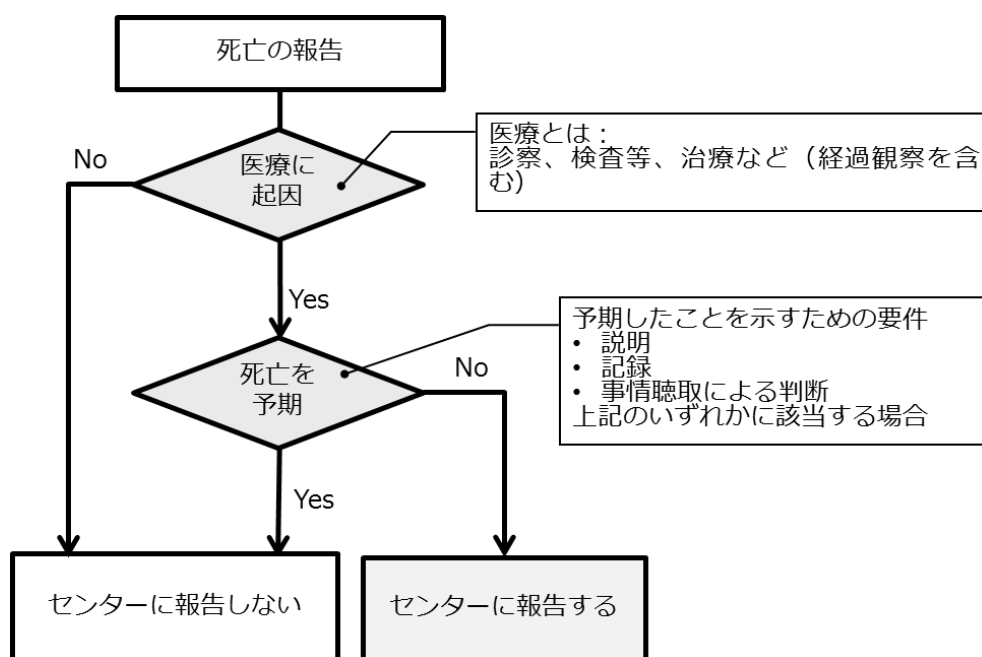 死亡の報告
医療に
起因
No
医療とは：
診察、検査等、治療など（経過観察を含
む）
Yes
死亡を
予期
No
予期したことを示すための要件
• 説明
• 記録
• 事情聴取による判断
上記のいずれかに該当する場合
Yes
センターに報告しない
センターに報告する